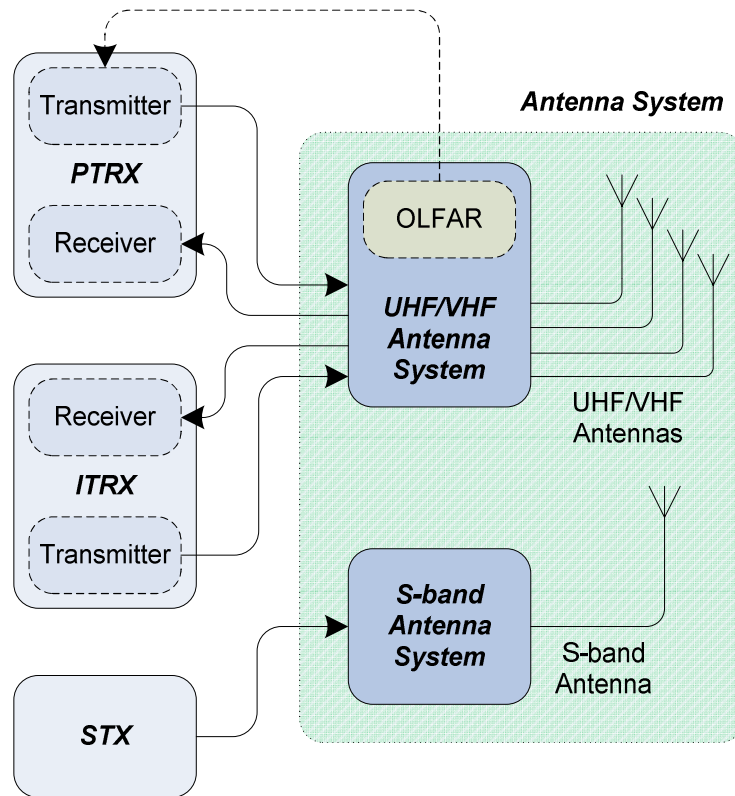 Antenna System
Transmitter
PTRX
Receiver
OLFAR
UHF/VHF
Antenna
System
UHF/VHF
Antennas
Receiver
ITRX
Transmitter
S-band
Antenna
System
S-band
Antenna
STX